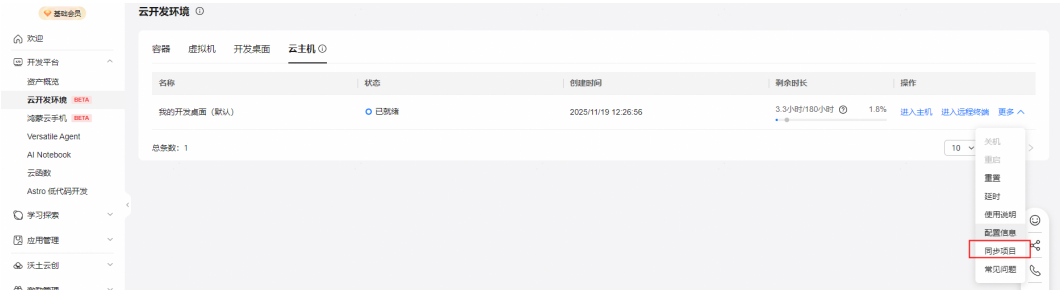 基础会员
云开发环境
欢迎
开发平台
资产概览
云开发环境 BETA
鸿蒙云手机 BETA
Versatile Agent
AI Notebook
云函数
Astro 低代码开发
学习探索
应用管理
沃土云创
容器 虚拟机 开发桌面 云主机
名称 状态 创建时间 剩余时长 操作
我的开发桌面（默认） 已就绪 2025/11/19 12:26:56 3.3小时/180小时 1.8% 进入主机 进入远程终端 更多
总条数：1
10
关机
重启
重置
延时
使用说明
配置信息
同步项目
常见问题